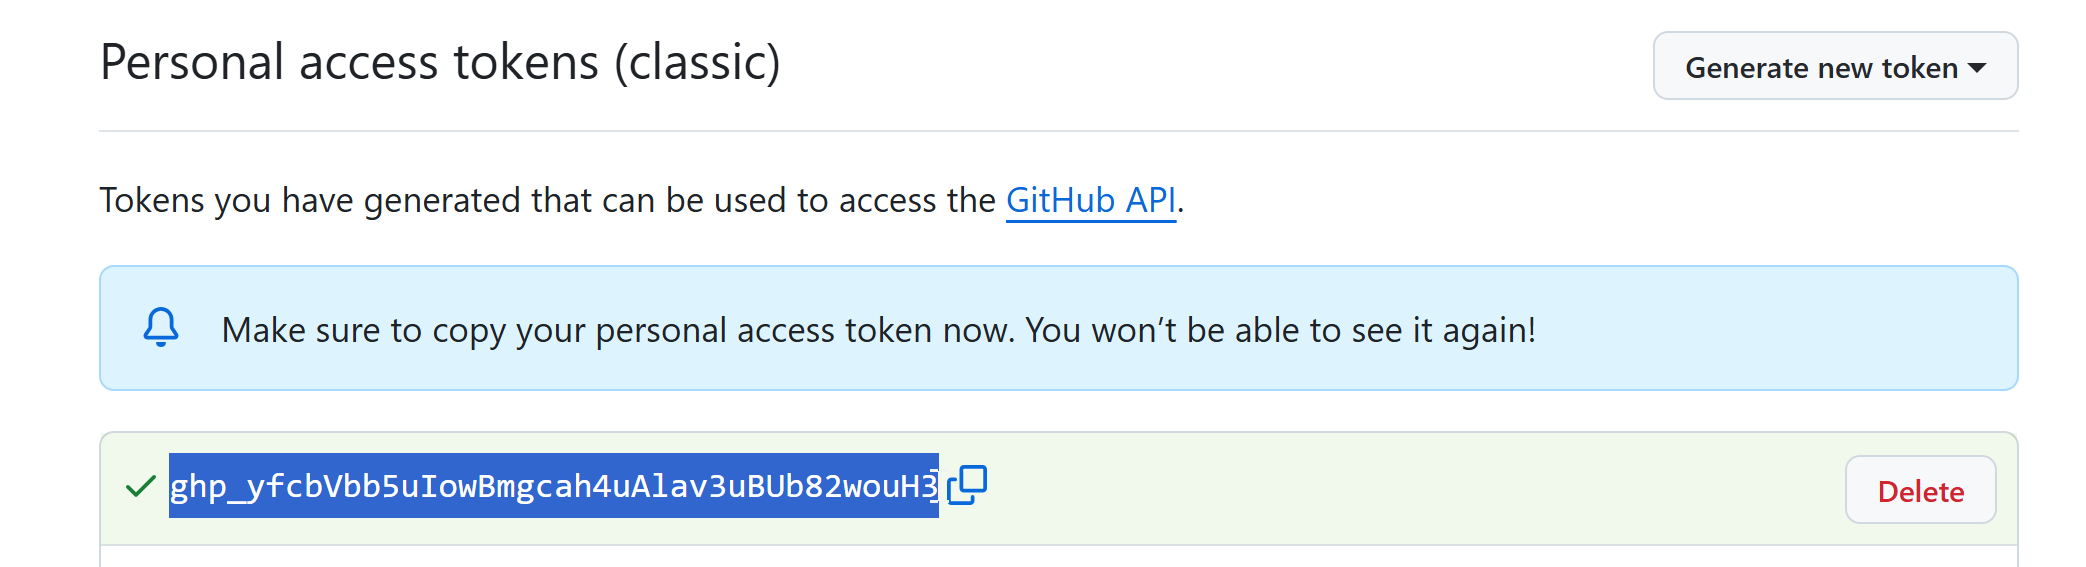 Personal access tokens (classic)
Generate new token
Tokens you have generated that can be used to access the GitHub API.
Make sure to copy your personal access token now. You won’t be able to see it again!
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
Delete